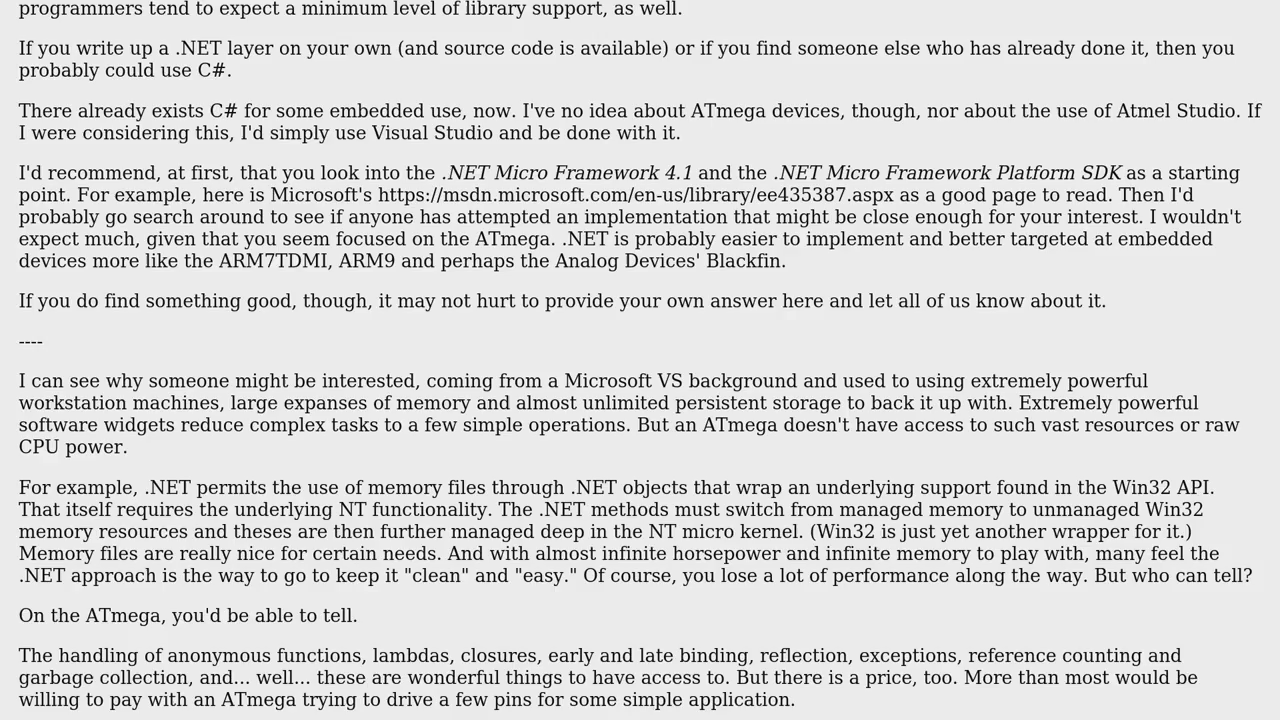 programmers tend to expect a minimum level of library support, as well.
If you write up a .NET layer on your own (and source code is available) or if you find someone else who has already done it, then you
probably could use C#.
There already exists C# for some embedded use, now. I've no idea about ATmega devices, though, nor about the use of Atmel Studio. If
I were considering this, I'd simply use Visual Studio and be done with it.
I'd recommend, at first, that you look into the .NET Micro Framework 4.1 and the .NET Micro Framework Platform SDK as a starting
point. For example, here is Microsoft's https://msdn.microsoft.com/en-us/library/ee435387.aspx as a good page to read. Then I'd
probably go search around to see if anyone has attempted an implementation that might be close enough for your interest. I wouldn't
expect much, given that you seem focused on the ATmega. .NET is probably easier to implement and better targeted at embedded
devices more like the ARM7TDMI, ARM9 and perhaps the Analog Devices' Blackfin.
If you do find something good, though, it may not hurt to provide your own answer here and let all of us know about it.
----
I can see why someone might be interested, coming from a Microsoft VS background and used to using extremely powerful
workstation machines, large expanses of memory and almost unlimited persistent storage to back it up with. Extremely powerful
software widgets reduce complex tasks to a few simple operations. But an ATmega doesn't have access to such vast resources or raw
CPU power.
For example, .NET permits the use of memory files through .NET objects that wrap an underlying support found in the Win32 API.
That itself requires the underlying NT functionality. The .NET methods must switch from managed memory to unmanaged Win32
memory resources and theses are then further managed deep in the NT micro kernel. (Win32 is just yet another wrapper for it.)
Memory files are really nice for certain needs. And with almost infinite horsepower and infinite memory to play with, many feel the
.NET approach is the way to go to keep it "clean" and "easy." Of course, you lose a lot of performance along the way. But who can tell?
On the ATmega, you'd be able to tell.
The handling of anonymous functions, lambdas, closures, early and late binding, reflection, exceptions, reference counting and
garbage collection, and... well... these are wonderful things to have access to. But there is a price, too. More than most would be
willing to pay with an ATmega trying to drive a few pins for some simple application.